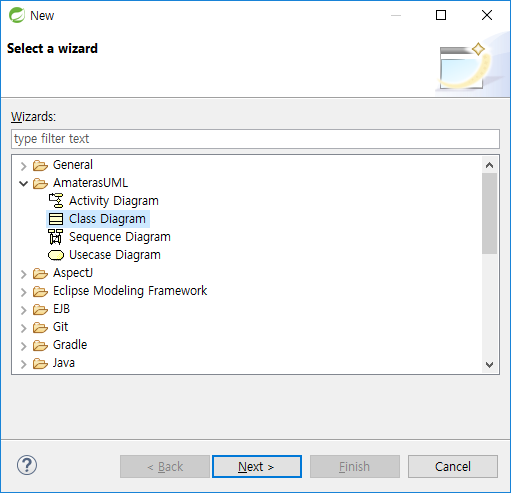 New
Select a wizard
Wizards:
type filter text
General
AmaterasUML
Activity Diagram
Class Diagram
Sequence Diagram
Usecase Diagram
AspectJ
Eclipse Modeling Framework
EJB
Git
Gradle
Java
? < Back Next > Finish Cancel